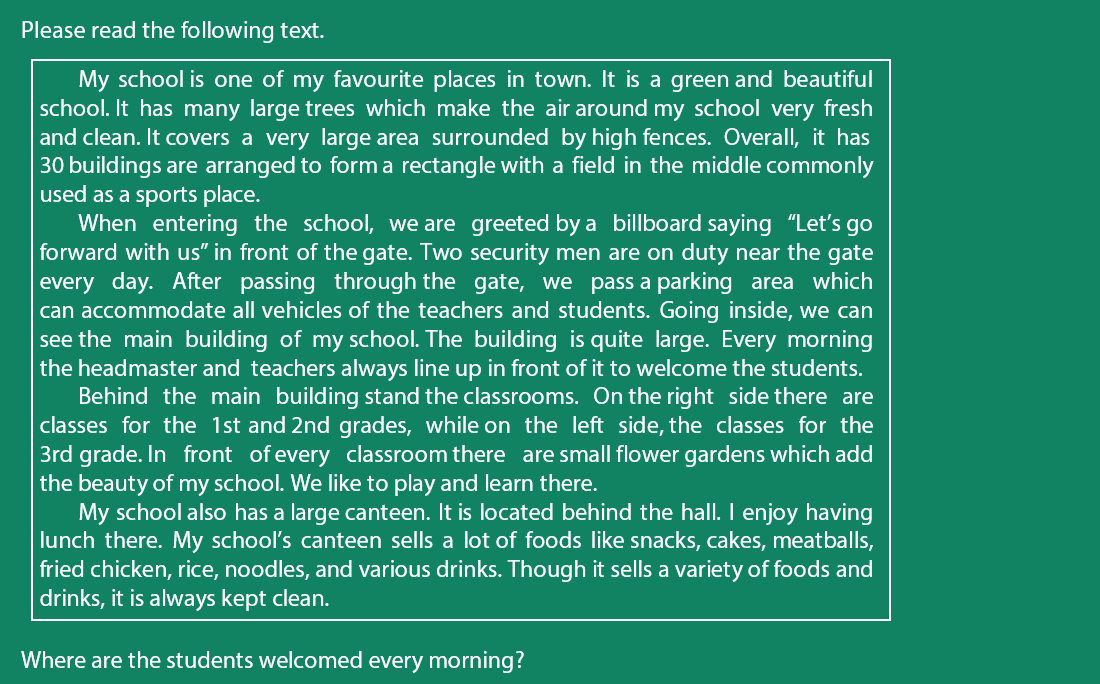 Please read the following text.
My school is one of my favourite places in town. It is a green and beautiful
school. It has many large trees which make the air around my school very fresh
and clean. It covers a very large area surrounded by high fences. Overall, it has
30 buildings are arranged to form a rectangle with a field in the middle commonly
used as a sports place.
When entering the school, we are greeted by a billboard saying “Let’s go
forward with us” in front of the gate. Two security men are on duty near the gate
every day. After passing through the gate, we pass a parking area which
can accommodate all vehicles of the teachers and students. Going inside, we can
see the main building of my school. The building is quite large. Every morning
the headmaster and teachers always line up in front of it to welcome the students.
Behind the main building stand the classrooms. On the right side there are
classes for the 1st and 2nd grades, while on the left side, the classes for the
3rd grade. In front of every classroom there are small flower gardens which add
the beauty of my school. We like to play and learn there.
My school also has a large canteen. It is located behind the hall. I enjoy having
lunch there. My school’s canteen sells a lot of foods like snacks, cakes, meatballs,
fried chicken, rice, noodles, and various drinks. Though it sells a variety of foods and
drinks, it is always kept clean.
Where are the students welcomed every morning?